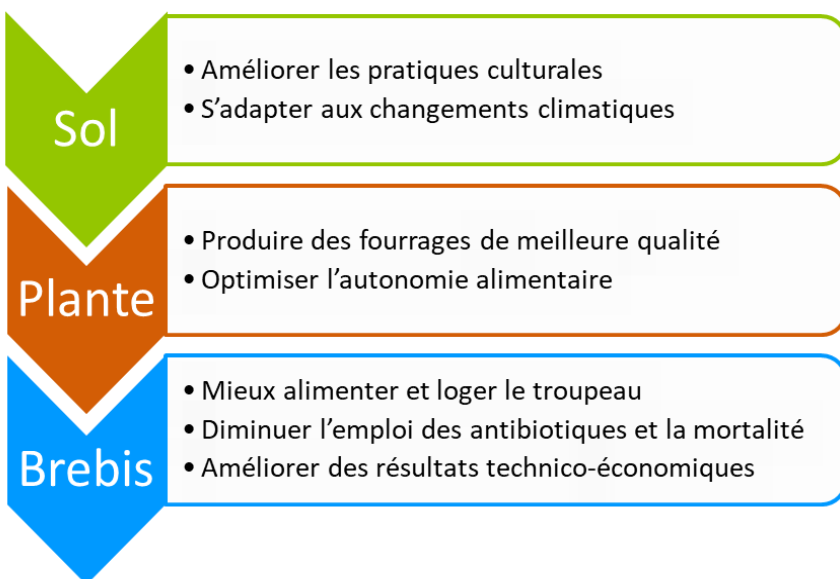 Sol
• Améliorer les pratiques culturales
• S’adapter aux changements climatiques
Plante
• Produire des fourrages de meilleure qualité
• Optimiser l’autonomie alimentaire
Brebis
• Mieux alimenter et loger le troupeau
• Diminuer l’emploi des antibiotiques et la mortalité
• Améliorer des résultats technico-économiques